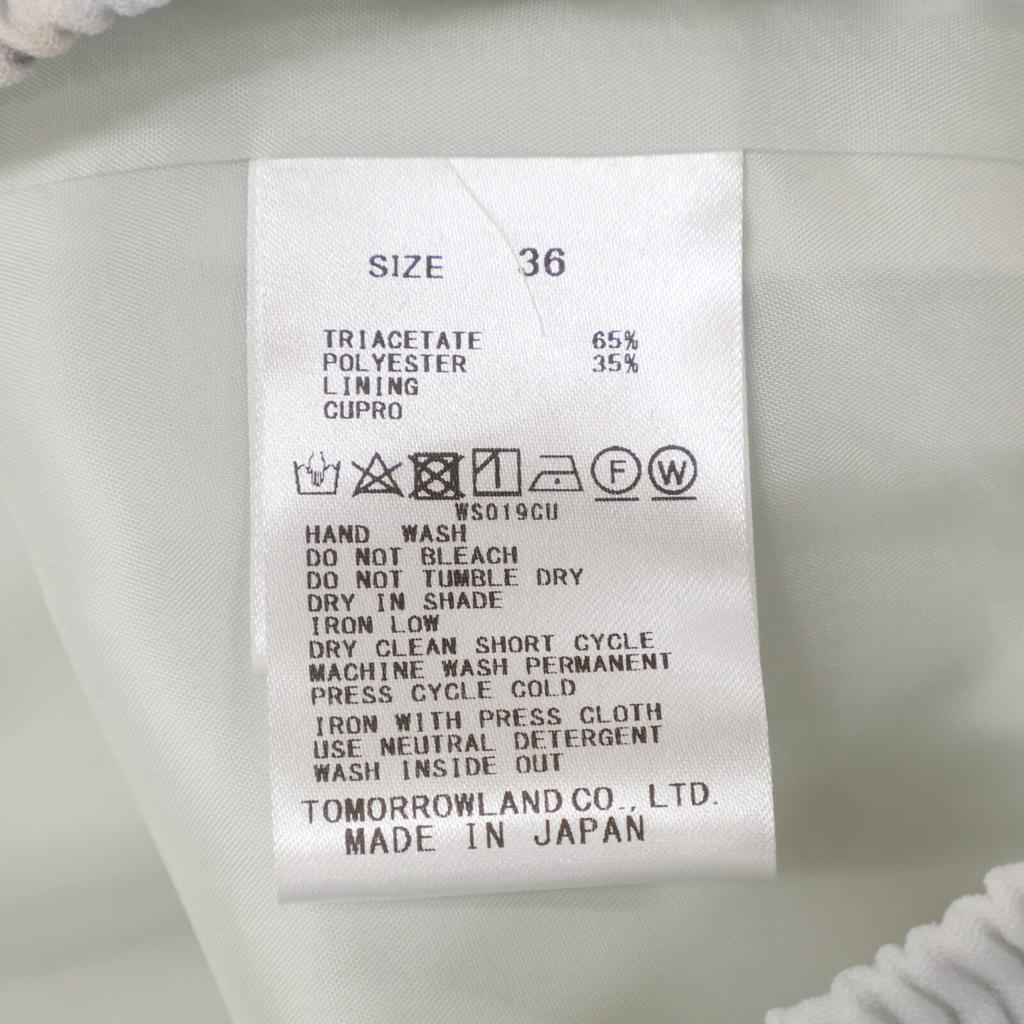 SIZE 36
TRIACETATE 65%
POLYESTER 35%
LINING
CUPRO
F W
WS019CU
HAND WASH
DO NOT BLEACH
DO NOT TUMBLE DRY
DRY IN SHADE
IRON LOW
DRY CLEAN SHORT CYCLE
MACHINE WASH PERMANENT
PRESS CYCLE COLD
IRON WITH PRESS CLOTH
USE NEUTRAL DETERGENT
WASH INSIDE OUT
TOMORROWLAND CO., LTD.
MADE IN JAPAN